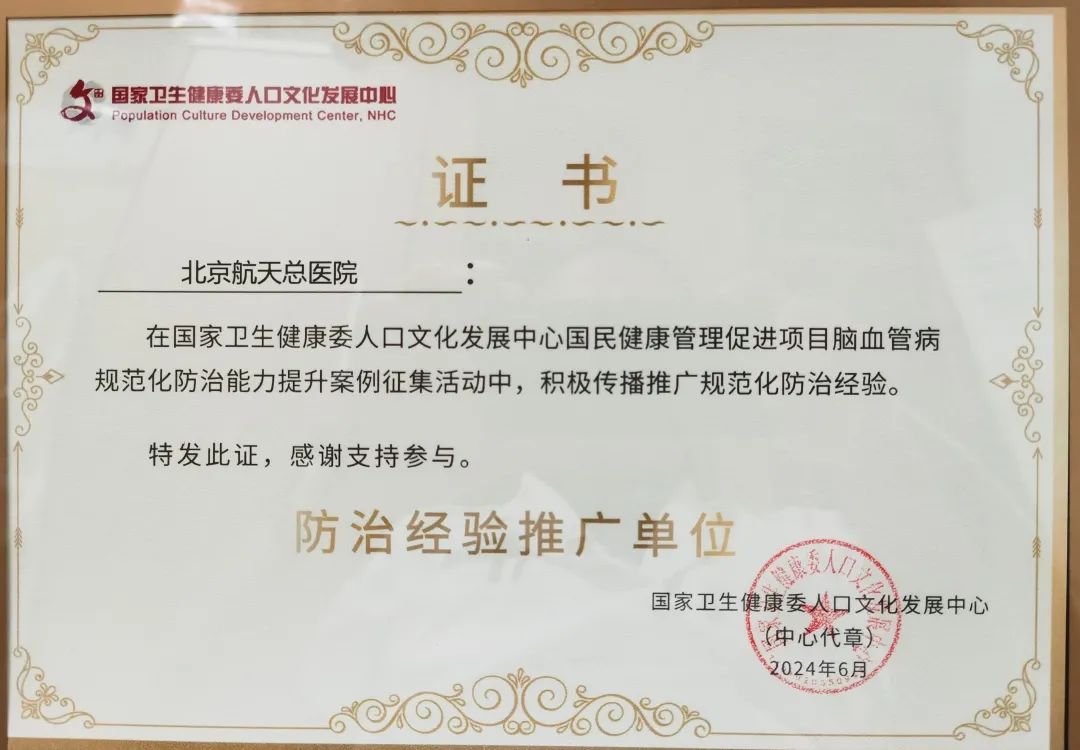 国家卫生健康委人口文化发展中心
Population Culture Development Center, NHC
证 书
北京航天总医院：
在国家卫生健康委人口文化发展中心国民健康管理促进项目脑血管病
规范化防治能力提升案例征集活动中，积极传播推广规范化防治经验。
特发此证，感谢支持参与。
防治经验推广单位
国家卫生健康委人口文化发展中心
（中心代章）
2024年6月